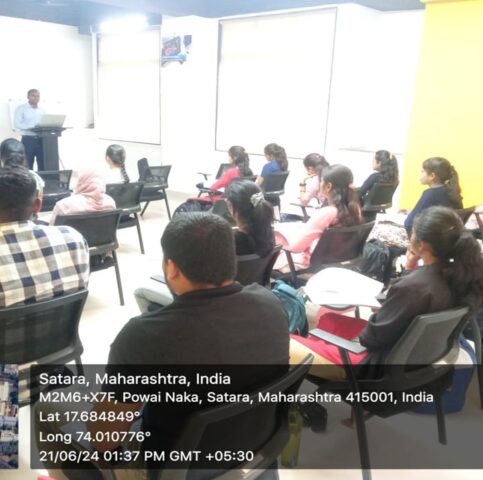 Satara, Maharashtra, India
M2M6+X7F, Powai Naka, Satara, Maharashtra 415001, India
Lat 17.684849°
Long 74.010776°
21/06/24 01:37 PM GMT +05:30